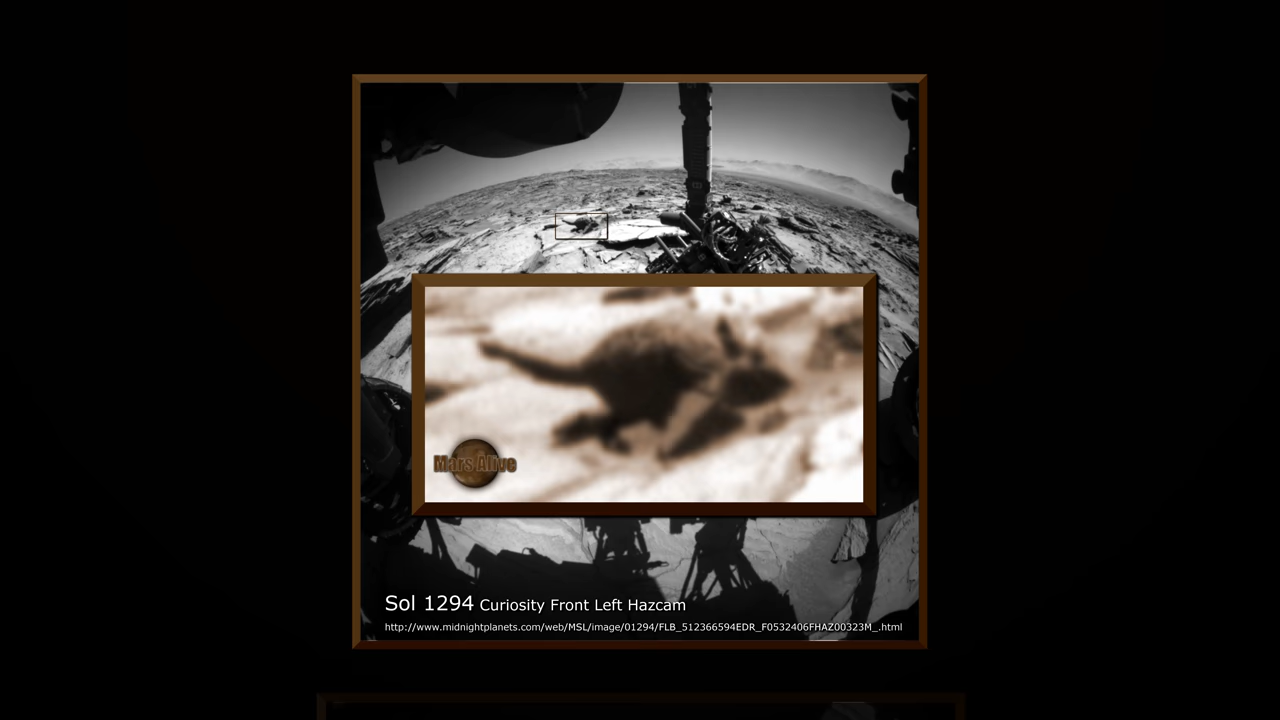 Mars Alive
Sol 1294 Curiosity Front Left Hazcam
http://www.midnightplanets.com/web/MSL/image/01294/FLB_512366594EDR_F0532406FHAZ00323M_.html